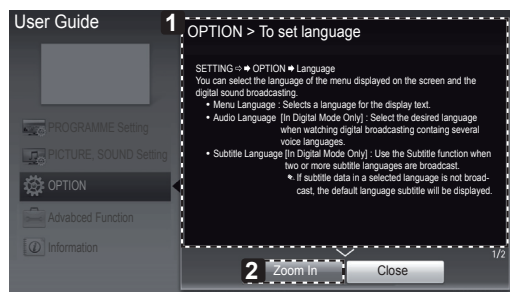 User Guide
1
OPTION > To set language
SETTING ⇨ ➡ OPTION ➡ Language
You can select the language of the menu displayed on the screen and the
digital sound broadcasting.
• Menu Language : Selects a language for the display text.
• Audio Language [In Digital Mode Only] : Select the desired language
when watching digital broadcasting containg several
voice languages.
• Subtitle Language [In Digital Mode Only] : Use the Subtitle function when
two or more subtitle languages are broadcast.
If subtitle data in a selected language is not broad-
cast, the default language subtitle will be displayed.
PROGRAMME Setting
PICTURE, SOUND Setting
OPTION
Advabced Function
Information
1/2
2
Zoom In
Close